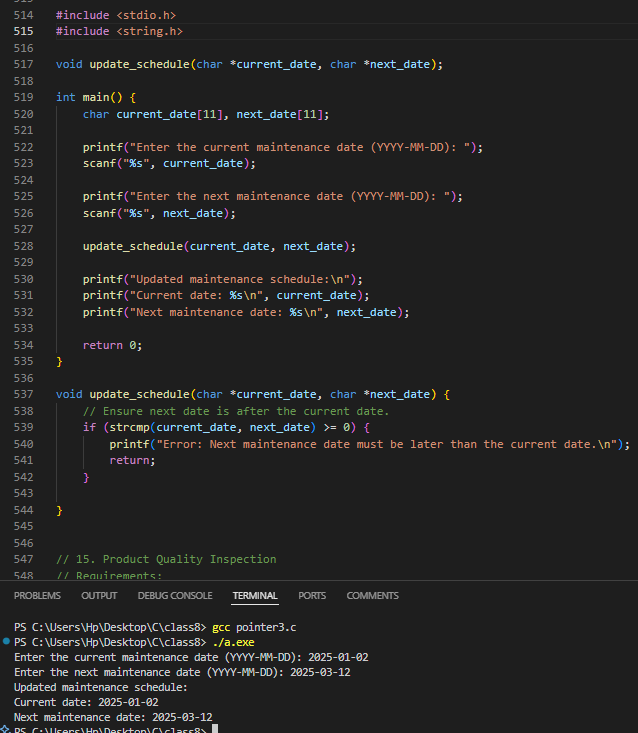 514 #include <stdio.h>
515 #include <string.h>
516
517 void update_schedule(char *current_date, char *next_date);
518
519 int main() {
520     char current_date[11], next_date[11];
521
522     printf("Enter the current maintenance date (YYYY-MM-DD): ");
523     scanf("%s", current_date);
524
525     printf("Enter the next maintenance date (YYYY-MM-DD): ");
526     scanf("%s", next_date);
527
528     update_schedule(current_date, next_date);
529
530     printf("Updated maintenance schedule:\n");
531     printf("Current date: %s\n", current_date);
532     printf("Next maintenance date: %s\n", next_date);
533
534     return 0;
535 }
536
537 void update_schedule(char *current_date, char *next_date) {
538     // Ensure next date is after the current date.
539     if (strcmp(current_date, next_date) >= 0) {
540         printf("Error: Next maintenance date must be later than the current date.\n");
541         return;
542     }
543
544 }
545
546
547 // 15. Product Quality Inspection
548 // Requirements:
PROBLEMS OUTPUT DEBUG CONSOLE TERMINAL PORTS COMMENTS
PS C:\Users\Hp\Desktop\C\class8> gcc pointer3.c
PS C:\Users\Hp\Desktop\C\class8> ./a.exe
Enter the current maintenance date (YYYY-MM-DD): 2025-01-02
Enter the next maintenance date (YYYY-MM-DD): 2025-03-12
Updated maintenance schedule:
Current date: 2025-01-02
Next maintenance date: 2025-03-12
PS C:\Users\Hp\Desktop\C\class8>